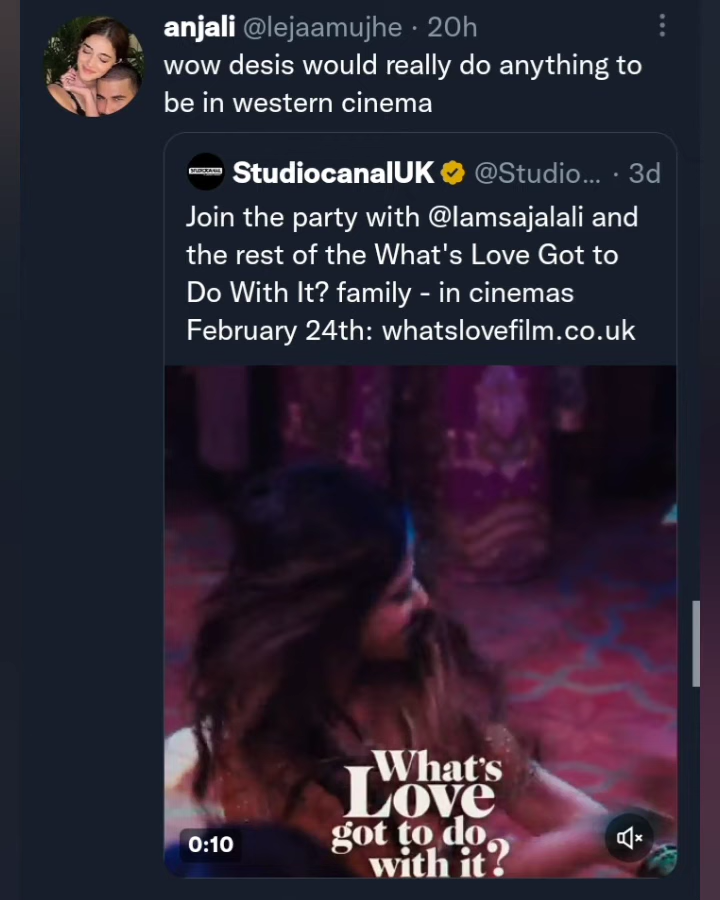 anjali @lejaamujhe · 20h
wow desis would really do anything to
be in western cinema
StudiocanalUK @Studio... · 3d
Join the party with @Iamsajalali and
the rest of the What's Love Got to
Do With It? family - in cinemas
February 24th: whatslovefilm.co.uk
What's
Love
got to do
with it?
0:10